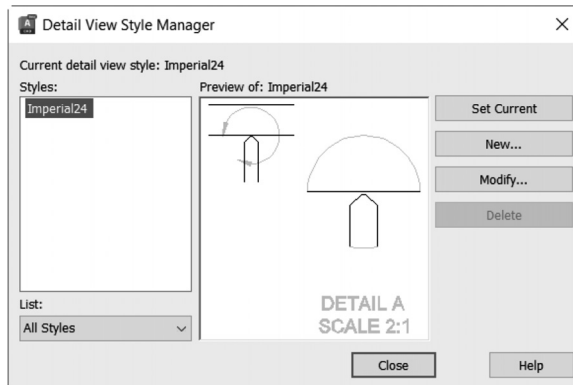 Detail View Style Manager
Current detail view style: Imperial24
Styles:
Imperial24
Preview of: Imperial24
DETAIL A
SCALE 2:1
Set Current
New...
Modify...
Delete
List:
All Styles
Close
Help